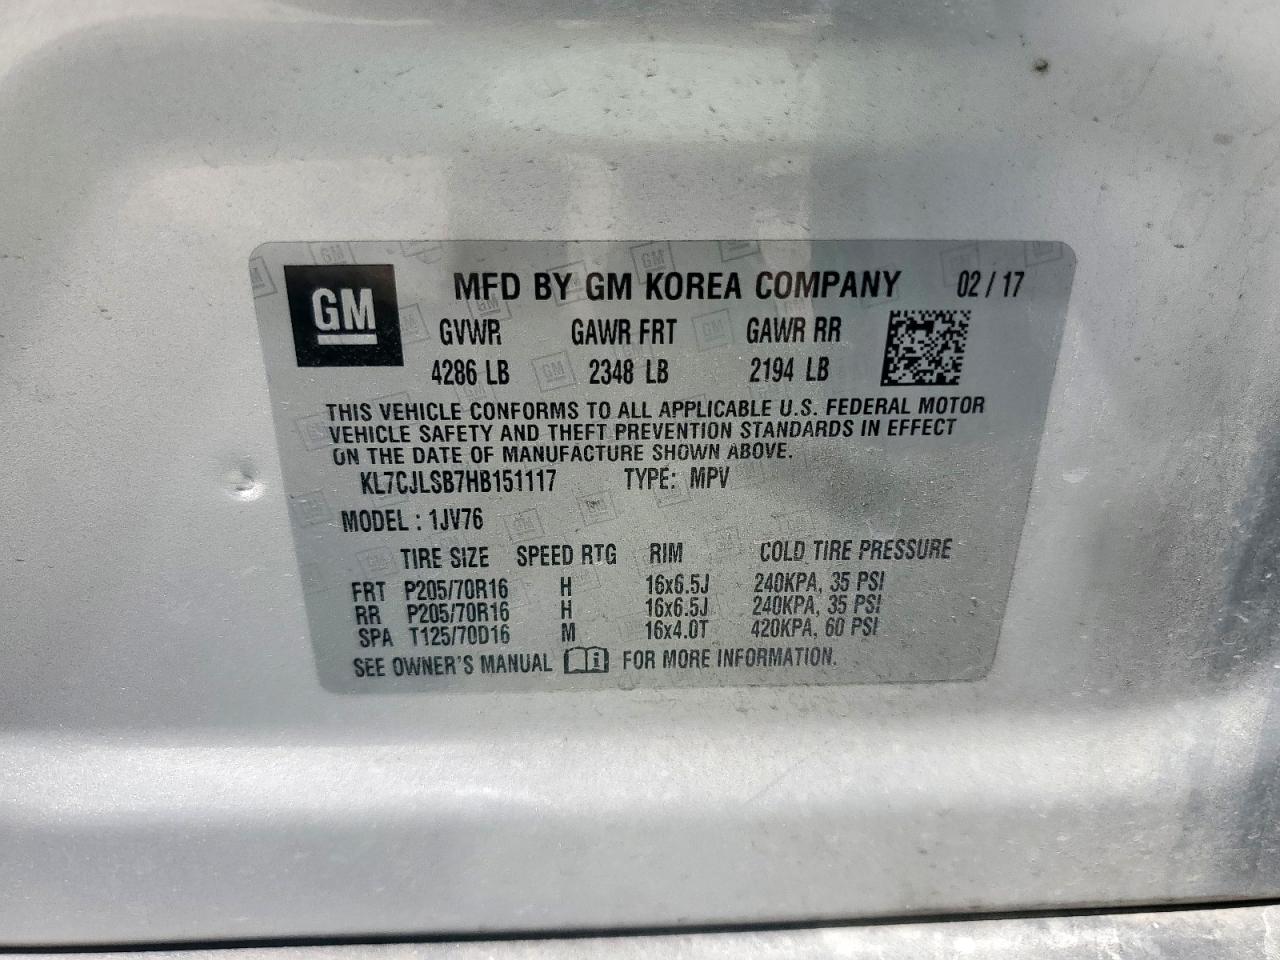 GM MFD BY GM KOREA COMPANY 02/17
GVWR GAWR FRT GAWR RR
4286 LB 2348 LB 2194 LB
THIS VEHICLE CONFORMS TO ALL APPLICABLE U.S. FEDERAL MOTOR
VEHICLE SAFETY AND THEFT PREVENTION STANDARDS IN EFFECT
ON THE DATE OF MANUFACTURE SHOWN ABOVE.
KL7CJLSB7HB151117 TYPE: MPV
MODEL : 1JV76
TIRE SIZE SPEED RTG RIM COLD TIRE PRESSURE
FRT P205/70R16 H 16x6.5J 240KPA, 35 PSI
RR P205/70R16 H 16x6.5J 240KPA, 35 PSI
SPA T125/70D16 M 16x4.0T 420KPA, 60 PSI
SEE OWNER'S MANUAL FOR MORE INFORMATION.